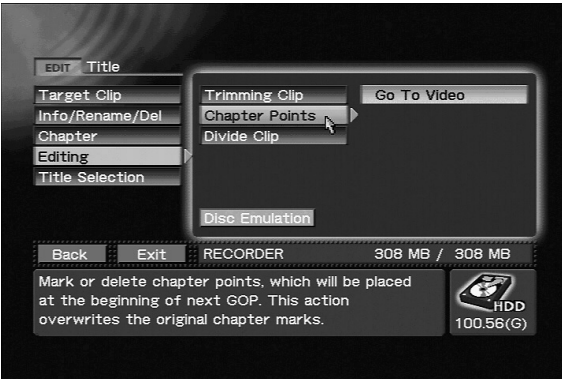 EDIT Title
Target Clip
Info/Rename/Del
Chapter
Editing
Title Selection
Trimming Clip
Chapter Points
Divide Clip
Go To Video
Disc Emulation
Back Exit RECORDER 308 MB / 308 MB
Mark or delete chapter points, which will be placed
at the beginning of next GOP. This action
overwrites the original chapter marks.
HDD
100.56(G)